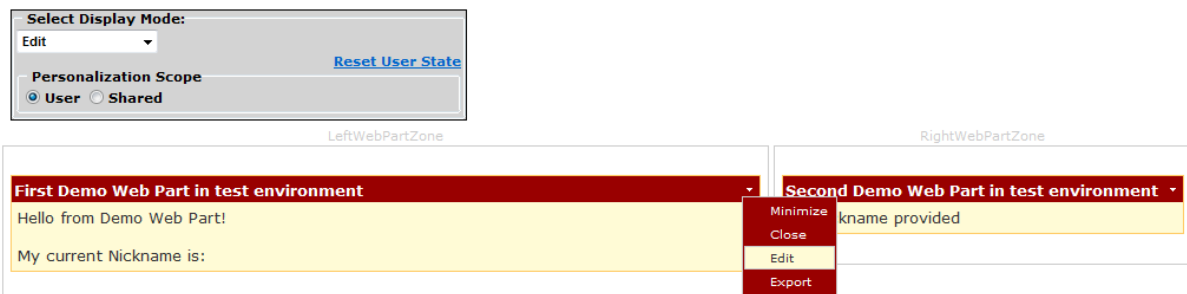 Select Display Mode:
Edit
Reset User State
Personalization Scope
User Shared
LeftWebPartZone
RightWebPartZone
First Demo Web Part in test environment
Second Demo Web Part in test environment
Hello from Demo Web Part!
My current Nickname is:
Minimize
Close
Edit
Export
provided